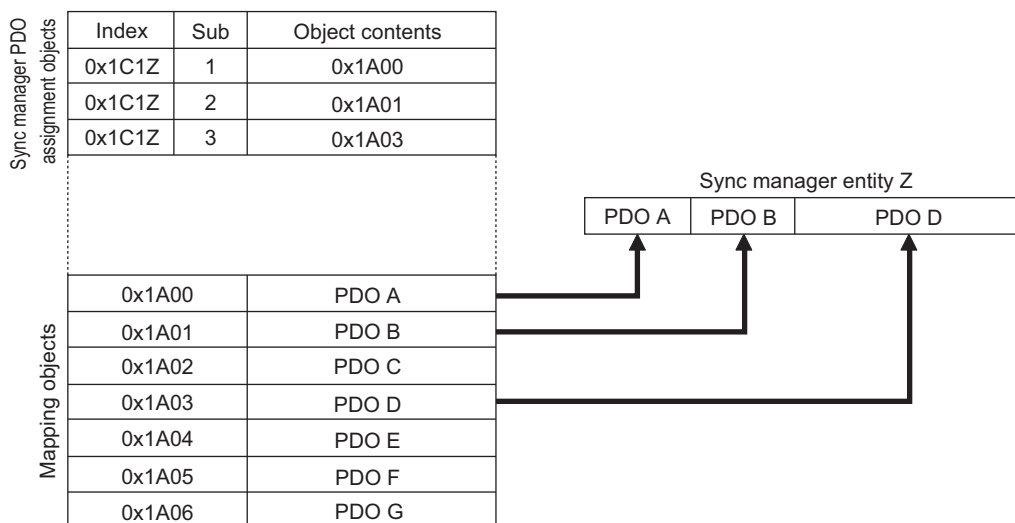 Sync manager PDO
assignment objects
Index Sub Object contents
0x1C1Z 1 0x1A00
0x1C1Z 2 0x1A01
0x1C1Z 3 0x1A03
Sync manager entity Z
PDO A PDO B PDO D
Mapping objects
0x1A00 PDO A
0x1A01 PDO B
0x1A02 PDO C
0x1A03 PDO D
0x1A04 PDO E
0x1A05 PDO F
0x1A06 PDO G